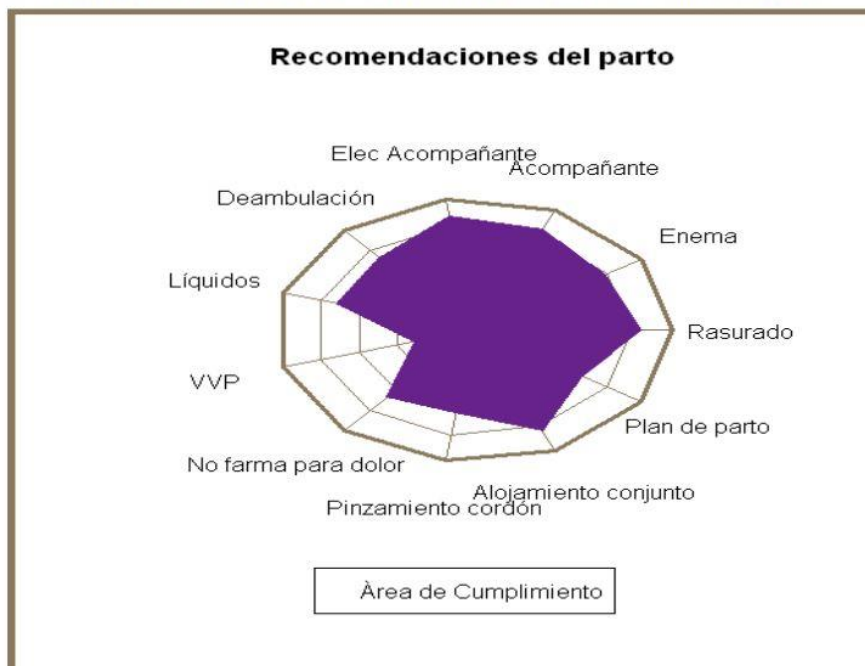 Recomendaciones del parto
Elec Acompañante
Acompañante
Deambulación
Enema
Líquidos
Rasurado
VVP
Plan de parto
No farma para dolor
Alojamiento conjunto
Pinzamiento cordón
Àrea de Cumplimiento